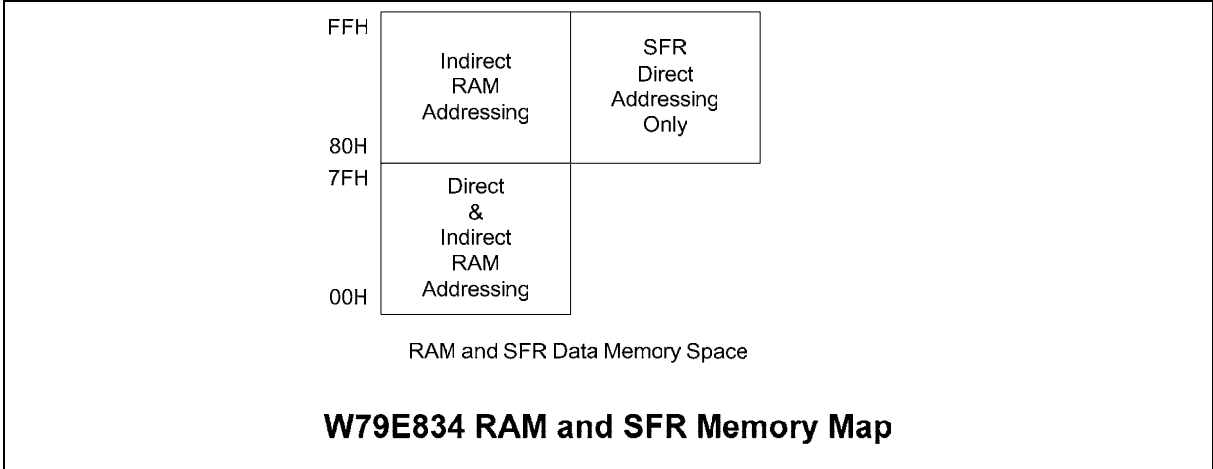 FFH
Indirect
RAM
Addressing
SFR
Direct
Addressing
Only
80H
7FH
Direct
&
Indirect
RAM
Addressing
00H
RAM and SFR Data Memory Space
W79E834 RAM and SFR Memory Map